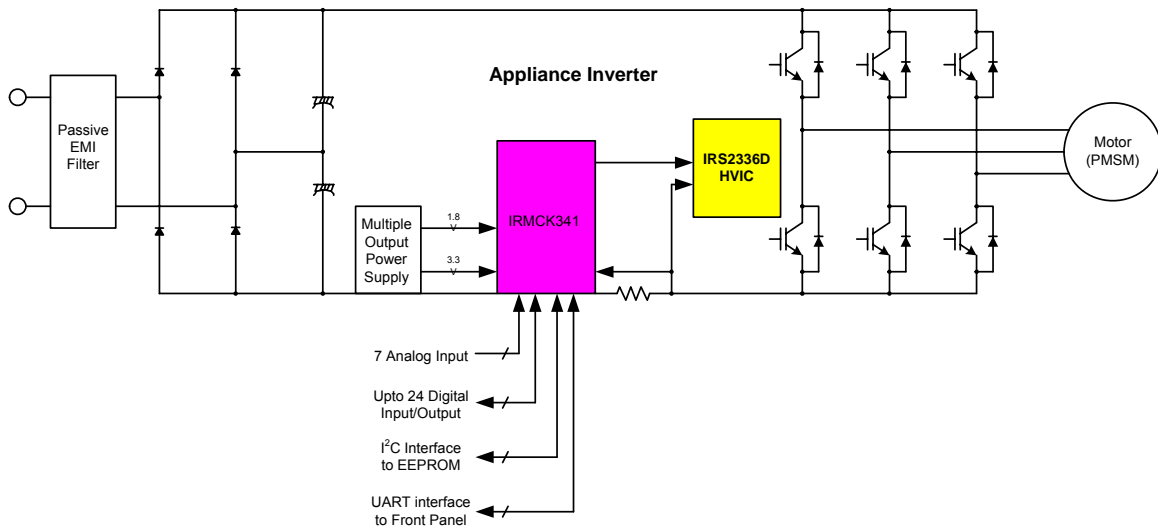 Appliance Inverter
Passive
EMI
Filter
Multiple
Output
Power
Supply
1.8
V
3.3
V
IRMCK341
IRS2336D
HVIC
Motor
(PMSM)
7 Analog Input
Upto 24 Digital
Input/Output
I²C Interface
to EEPROM
UART interface
to Front Panel